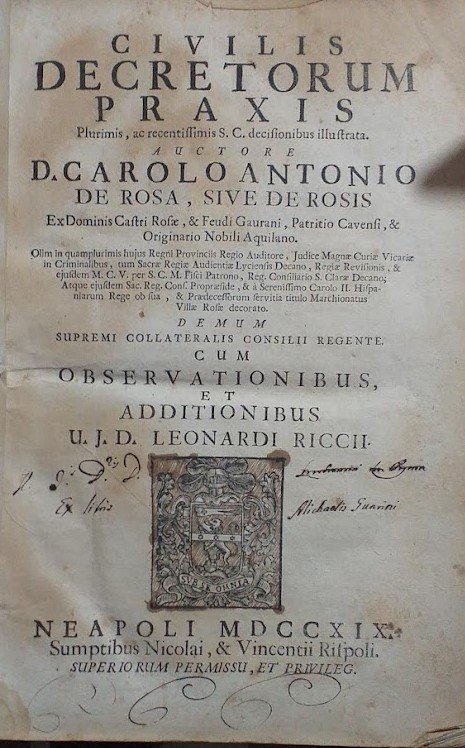 CIVILIS
DECRETORUM
PRAXIS
Plurimis, ac recentissimis S. C. decisionibus illustrata.
AUCTORE
D. CAROLO ANTONIO
DE ROSA, SIVE DE ROSIS
Ex Dominis Castri Rosæ, & Feudi Gaurani, Patritio Cavensi, &
Originario Nobili Aquilano.
Olim in quamplurimis hujus Regni Provinciis Regio Auditore, Judice Magnæ Curiæ Vicariæ
in Criminalibus, tum Sacræ Regiæ Audientiæ Lyciensis Decano, Regiæ Revisionis, &
ejusdem M. C. V. per S. C. M. Fisci Patrono, Reg. Consiliario S. Claræ Decano;
Atque ejusdem Sac. Reg. Cons. Propræside, & à Serenissimo Carolo II. Hispa-
niarum Rege ob sua, & Prædecessorum servitia titulo Marchionatus
Villæ Rosæ decorato.
DEMUM
SUPREMI COLLATERALIS CONSILII REGENTE.
CUM
OBSERVATIONIBUS,
ET
ADDITIONIBUS
U. J. D. LEONARDI RICCII.
D. D.
Ex libris Michaelis Guarini
SUPER OMNIA
NEAPOLI MDCCXIX.
Sumptibus Nicolai, & Vincentii Rispoli.
SUPERIORUM PERMISSU, ET PRIVILEG.